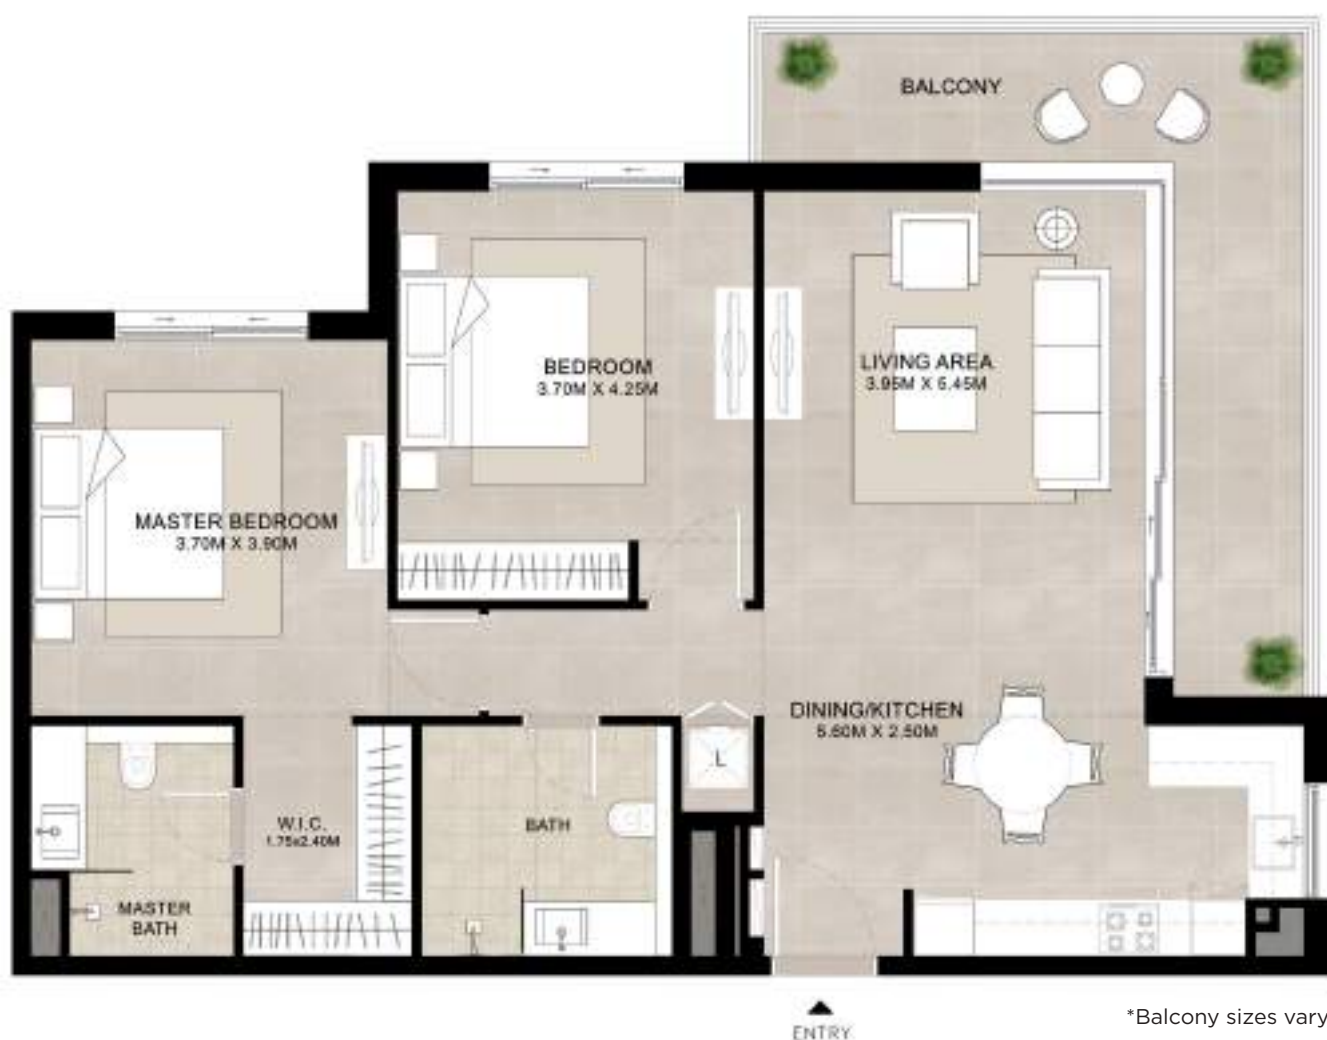 BALCONY
BEDROOM
3.70M X 4.25M
LIVING AREA
3.95M X 5.45M
MASTER BEDROOM
3.70M X 3.90M
DINING/KITCHEN
5.60M X 2.50M
L
W.I.C.
1.75x2.40M
BATH
MASTER
BATH
ENTRY
*Balcony sizes vary